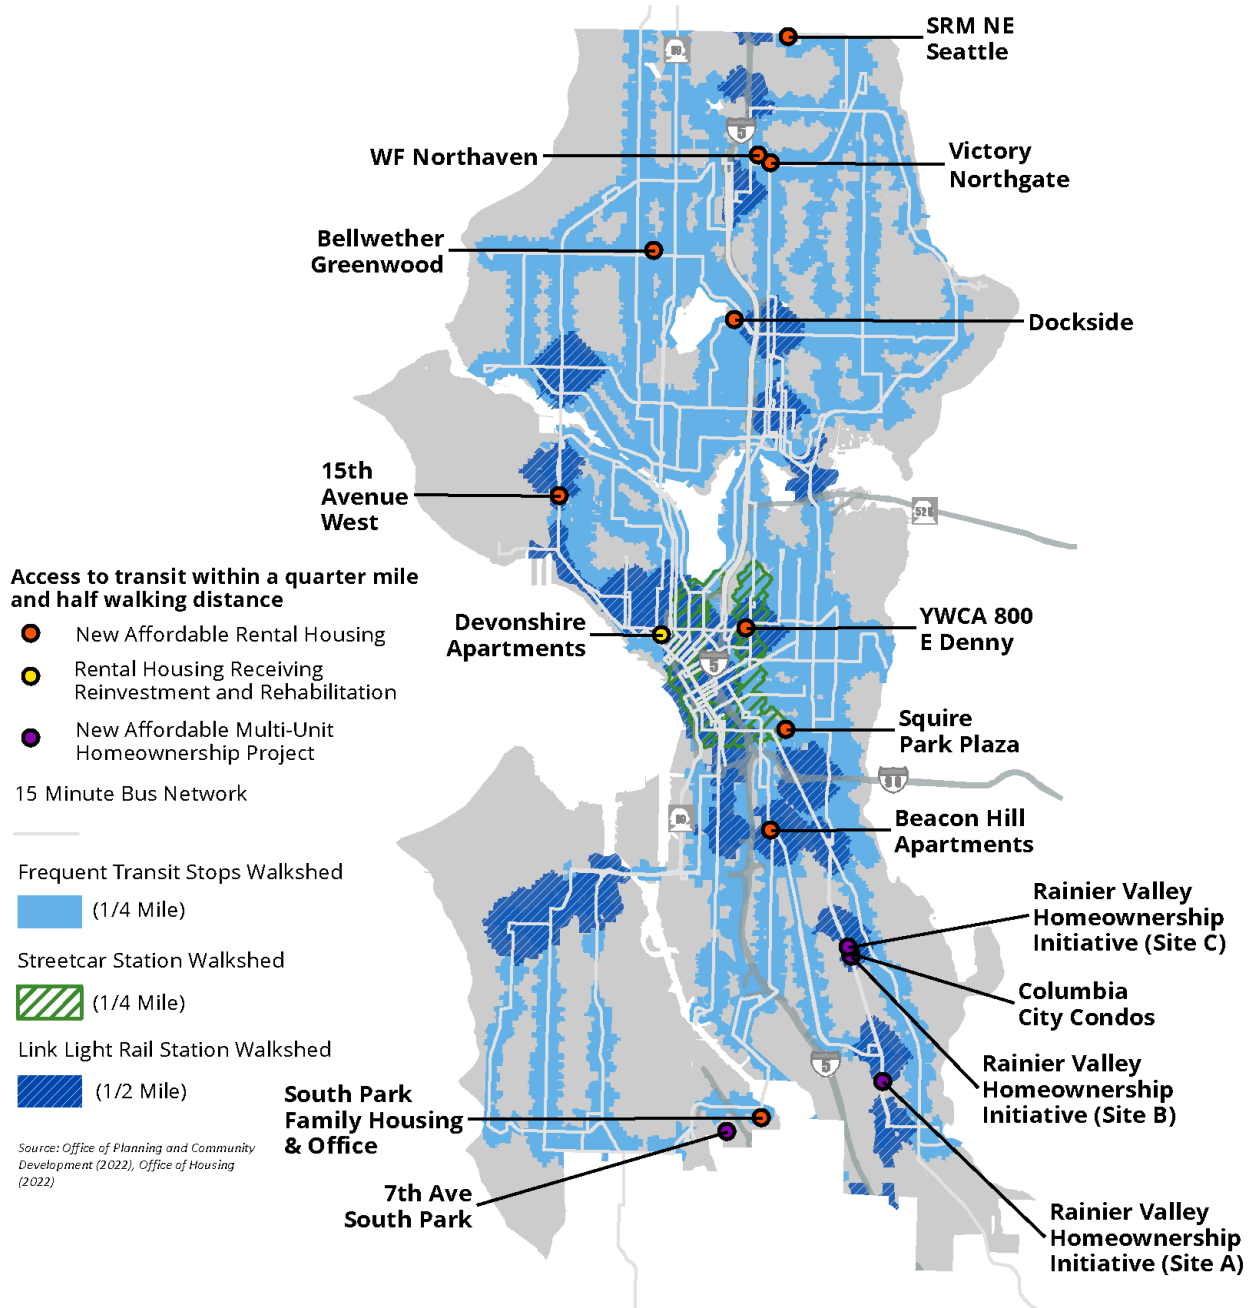 SRM NE
Seattle
99
5
WF Northaven
Victory
Northgate
Bellwether
Greenwood
Dockside
15th
Avenue
West
520
Access to transit within a quarter mile
and half walking distance
New Affordable Rental Housing
Rental Housing Receiving
Reinvestment and Rehabilitation
New Affordable Multi-Unit
Homeownership Project
15 Minute Bus Network
Frequent Transit Stops Walkshed
(1/4 Mile)
Streetcar Station Walkshed
(1/4 Mile)
Link Light Rail Station Walkshed
(1/2 Mile)
Source: Office of Planning and Community
Development (2022), Office of Housing
(2022)
Devonshire
Apartments
YWCA 800
E Denny
5
Squire
Park Plaza
90
99
Beacon Hill
Apartments
Rainier Valley
Homeownership
Initiative (Site C)
Columbia
City Condos
Rainier Valley
Homeownership
Initiative (Site B)
5
South Park
Family Housing
& Office
7th Ave
South Park
Rainier Valley
Homeownership
Initiative (Site A)